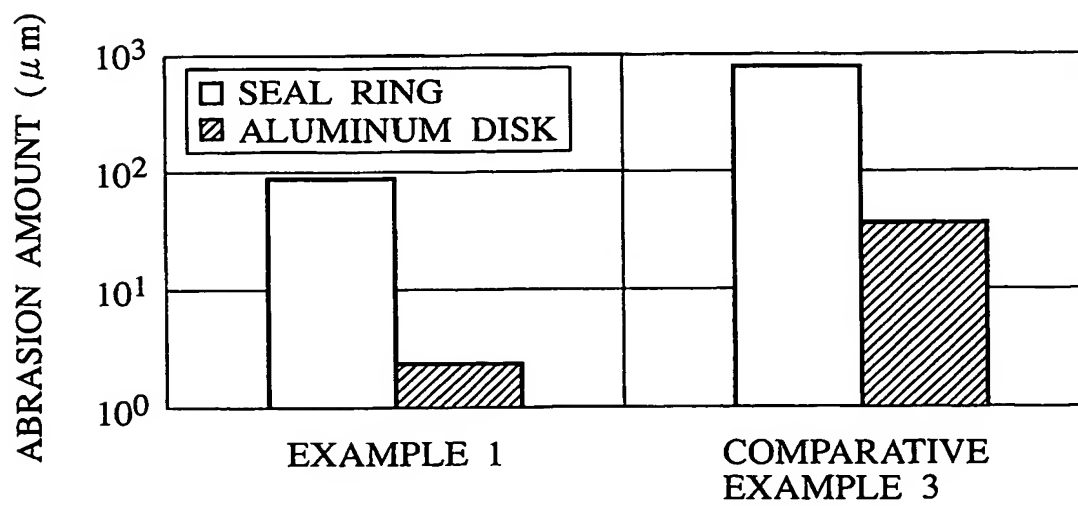 ABRASION AMOUNT (μm)
10³
10²
10¹
10⁰
SEAL RING
ALUMINUM DISK
EXAMPLE 1
COMPARATIVE
EXAMPLE 3